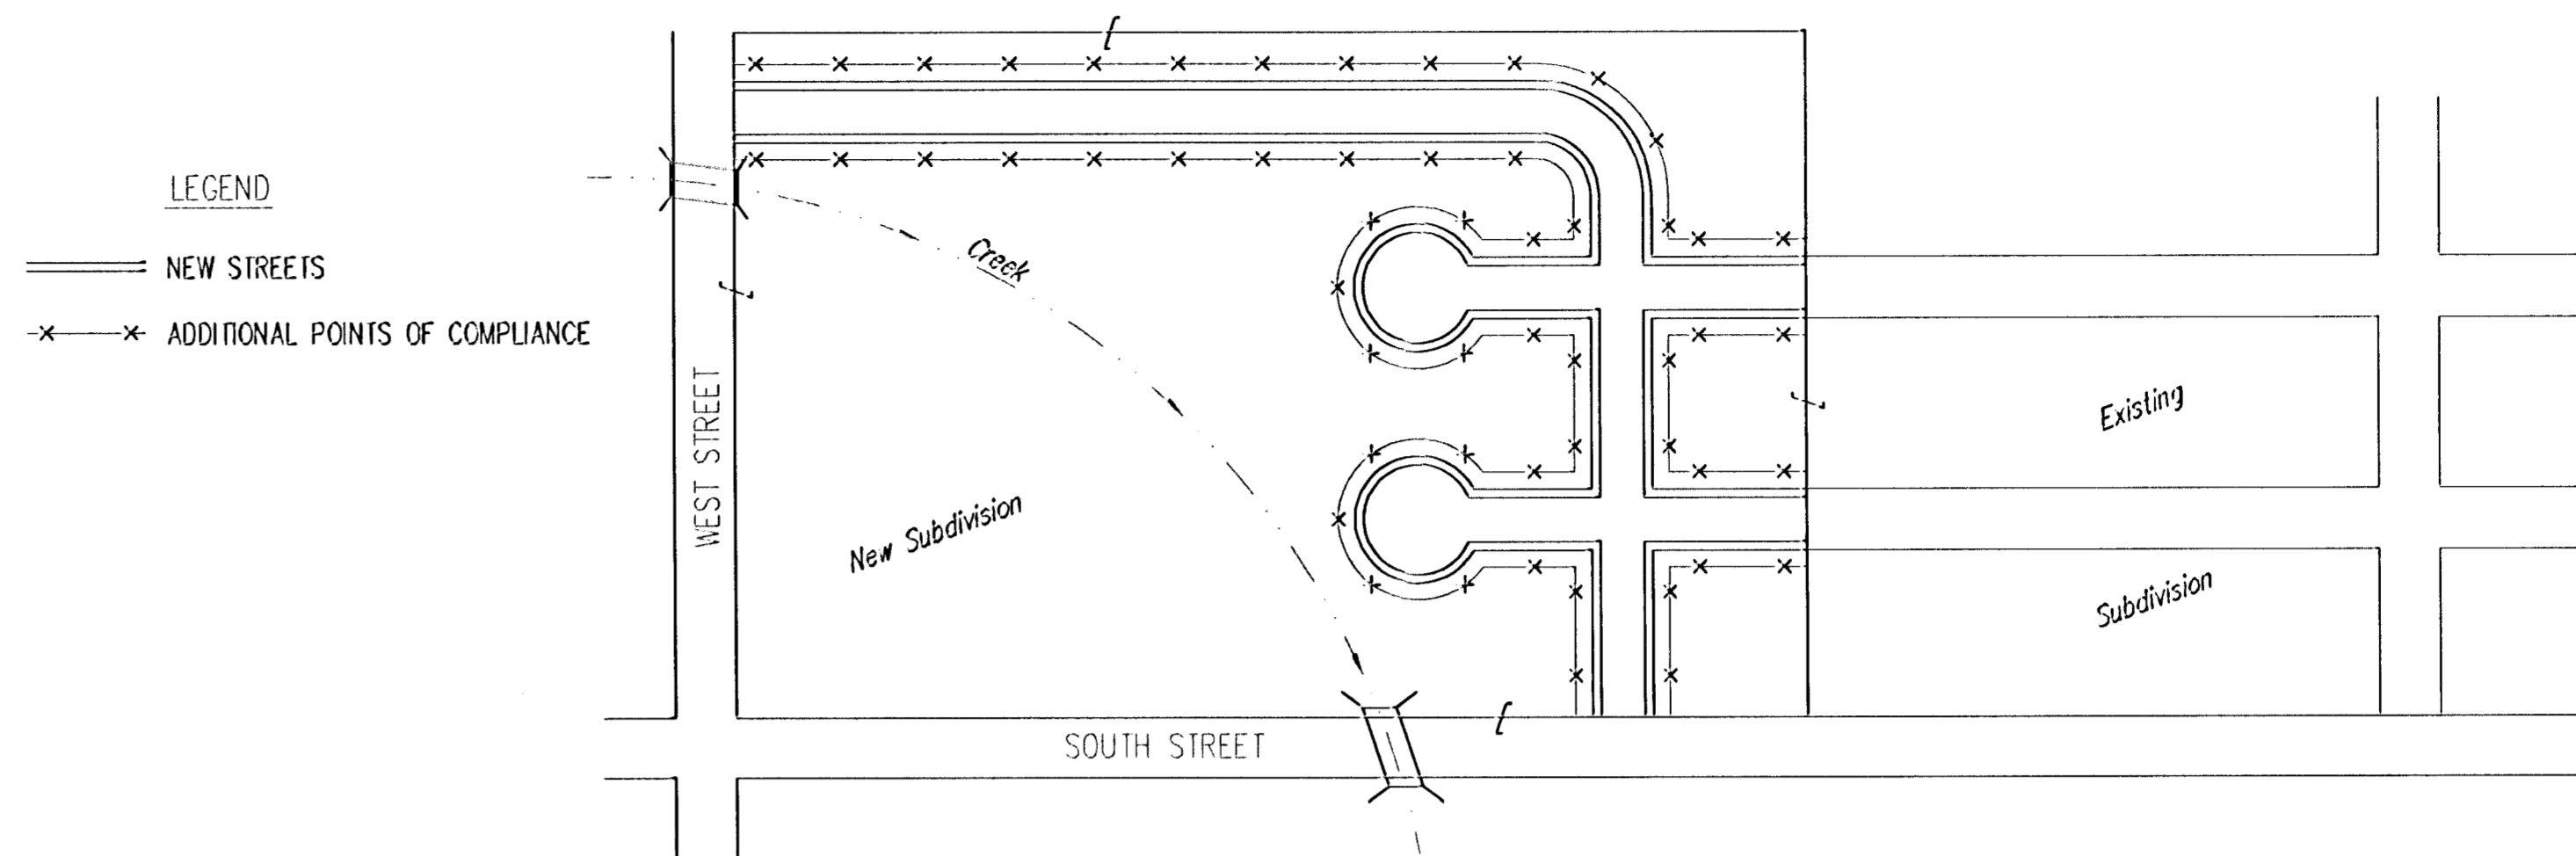 LEGEND
NEW STREETS
ADDITIONAL POINTS OF COMPLIANCE
WEST STREET
Creek
New Subdivision
SOUTH STREET
Existing
Subdivision